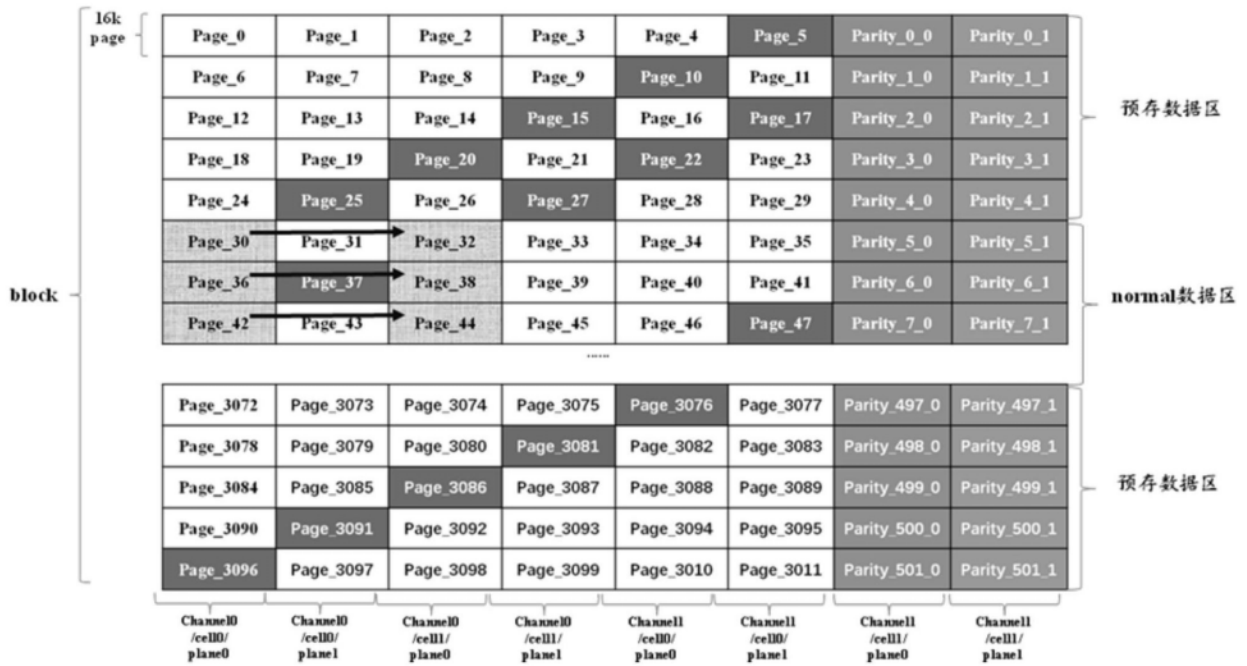 16k
page
Page_0 Page_1 Page_2 Page_3 Page_4 Page_5 Parity_0_0 Parity_0_1
Page_6 Page_7 Page_8 Page_9 Page_10 Page_11 Parity_1_0 Parity_1_1
Page_12 Page_13 Page_14 Page_15 Page_16 Page_17 Parity_2_0 Parity_2_1
预存数据区
Page_18 Page_19 Page_20 Page_21 Page_22 Page_23 Parity_3_0 Parity_3_1
Page_24 Page_25 Page_26 Page_27 Page_28 Page_29 Parity_4_0 Parity_4_1
Page_30 Page_31 Page_32 Page_33 Page_34 Page_35 Parity_5_0 Parity_5_1
block
Page_36 Page_37 Page_38 Page_39 Page_40 Page_41 Parity_6_0 Parity_6_1
normal数据区
Page_42 Page_43 Page_44 Page_45 Page_46 Page_47 Parity_7_0 Parity_7_1
......
Page_3072 Page_3073 Page_3074 Page_3075 Page_3076 Page_3077 Parity_497_0 Parity_497_1
Page_3078 Page_3079 Page_3080 Page_3081 Page_3082 Page_3083 Parity_498_0 Parity_498_1
Page_3084 Page_3085 Page_3086 Page_3087 Page_3088 Page_3089 Parity_499_0 Parity_499_1
预存数据区
Page_3090 Page_3091 Page_3092 Page_3093 Page_3094 Page_3095 Parity_500_0 Parity_500_1
Page_3096 Page_3097 Page_3098 Page_3099 Page_3010 Page_3011 Parity_501_0 Parity_501_1
Channel0 Channel0 Channel0 Channel0 Channel1 Channel1 Channel1 Channel1
/cell0/ /cell0/ /cell1/ /cell1/ /cell0/ /cell0/ /cell1/ /cell1/
plane0 plane1 plane0 plane1 plane0 plane1 plane0 plane1